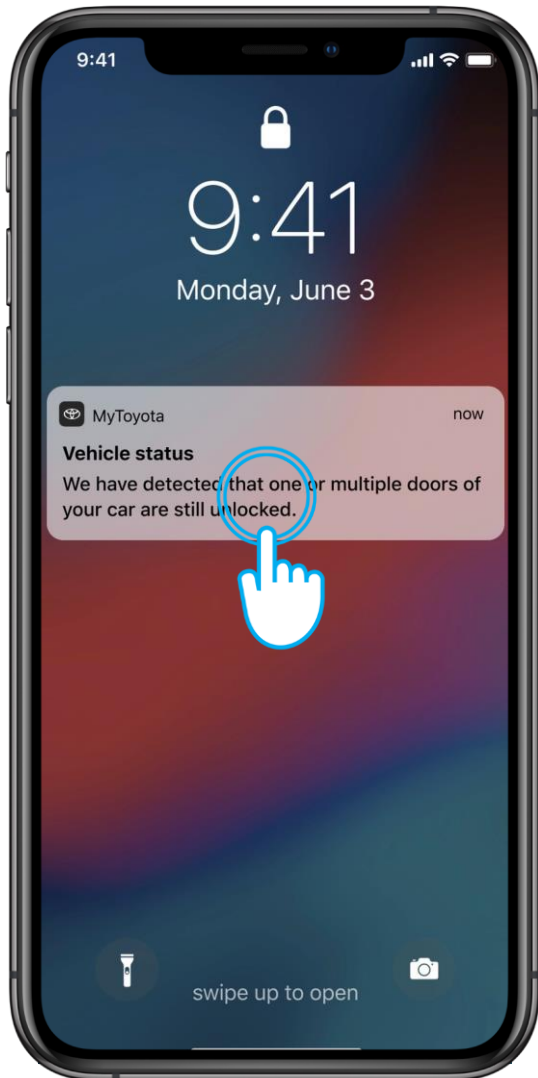 9:41
9:41
Monday, June 3
MyToyota now
Vehicle status
We have detected that one or multiple doors of
your car are still unlocked.
swipe up to open